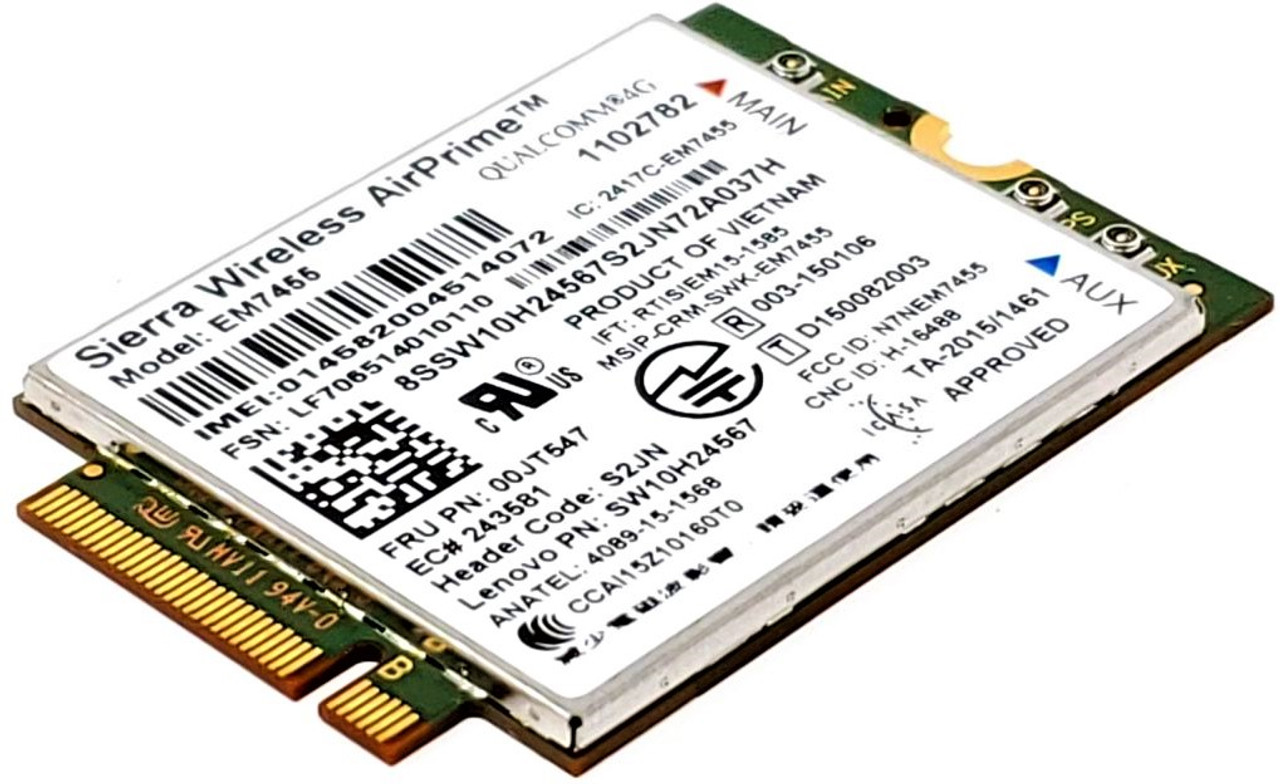 Sierra Wireless AirPrime™
Model: EM7455
QUALCOMM®4G
1102782
MAIN
IMEI:014582004514072
IC: 2417C-EM7455
FSN: LF70651401010110
8SSW10H24567S2JN72A037H
PRODUCT OF VIETNAM
IFT: RTISIEM15-1585
MSIP-CRM-SWK-EM7455
R 003-150106
T D150082003
FCC ID: N7NEM7455
CNC ID: H-16488
TA-2015/1461
APPROVED
ICASA
AUX
c RU ® US
FRU PN: 00JT547
EC# 243581
Header Code: S2JN
Lenovo PN: SW10H24567
ANATEL: 4089-15-1568
CCAI15Z10160T0
MV11 94V-0
B